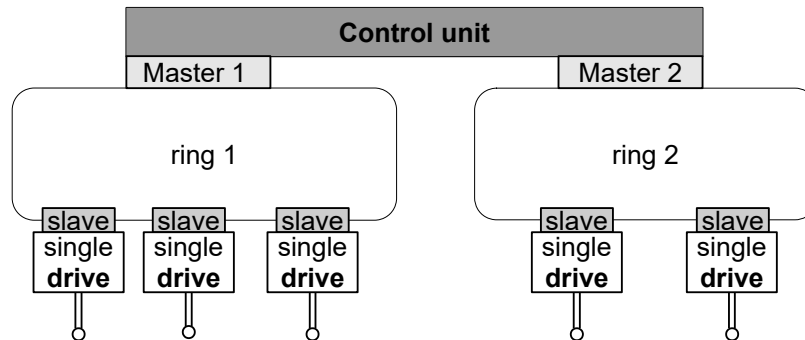 Control unit
Master 1
Master 2
ring 1
ring 2
slave
slave
slave
slave
slave
single
drive
single
drive
single
drive
single
drive
single
drive